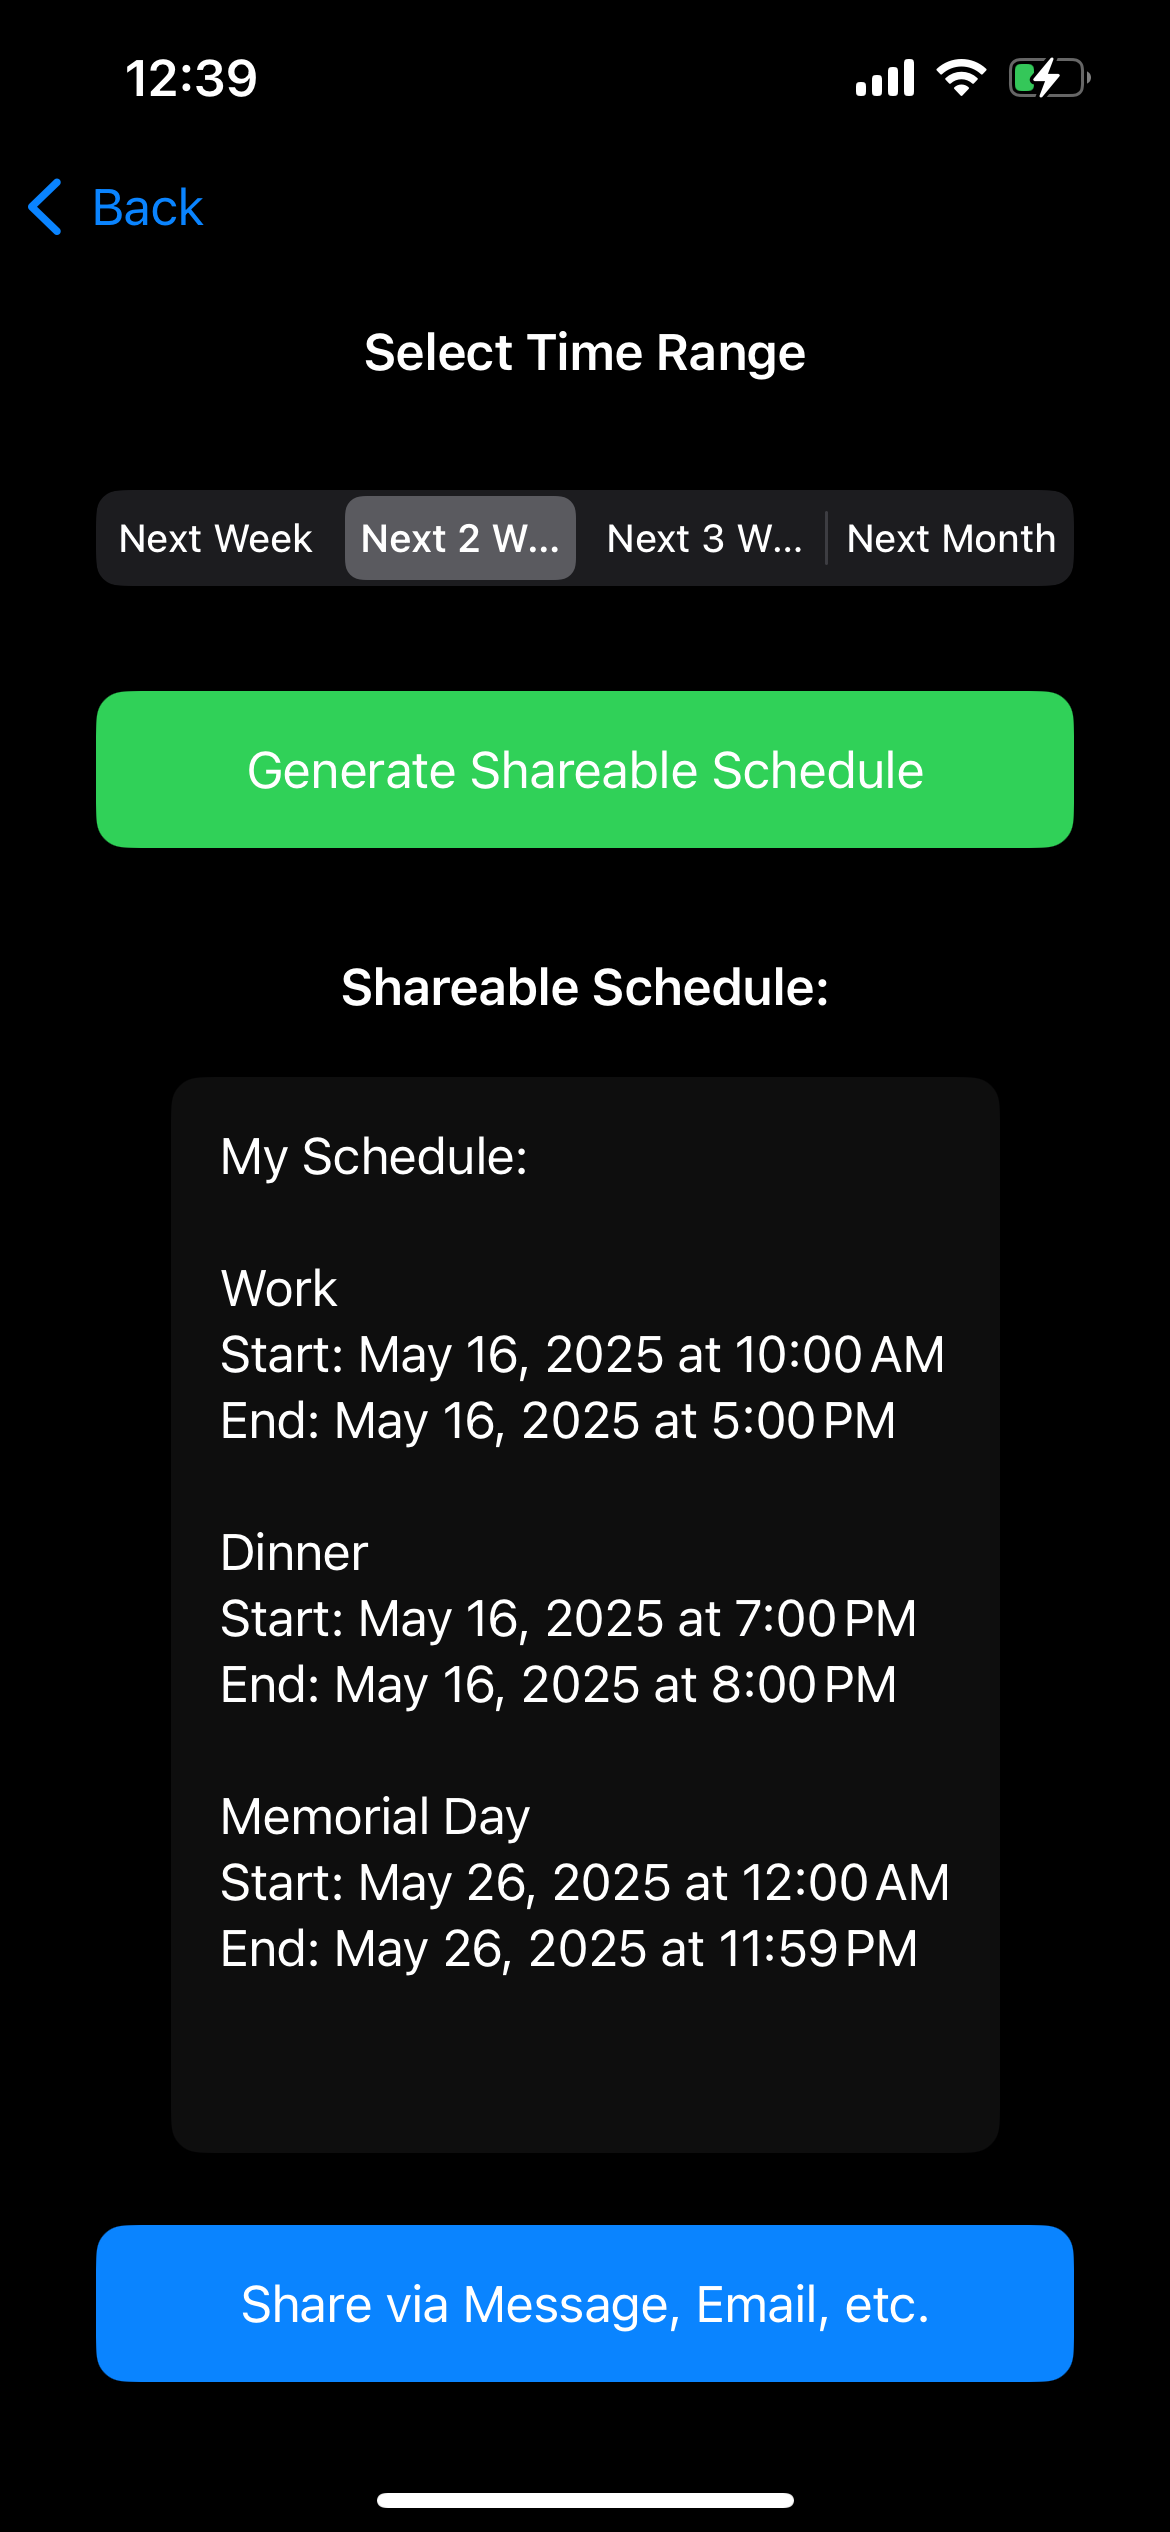 12:39
Back
Select Time Range
Next Week
Next 2 W...
Next 3 W...
Next Month
Generate Shareable Schedule
Shareable Schedule:
My Schedule:
Work
Start: May 16, 2025 at 10:00 AM
End: May 16, 2025 at 5:00 PM
Dinner
Start: May 16, 2025 at 7:00 PM
End: May 16, 2025 at 8:00 PM
Memorial Day
Start: May 26, 2025 at 12:00 AM
End: May 26, 2025 at 11:59 PM
Share via Message, Email, etc.